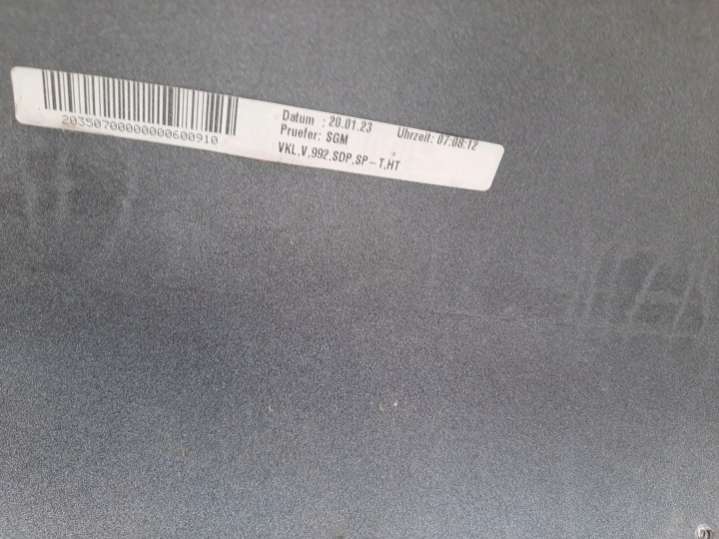 20350700000000600910
Datum : 20.01.23 Uhrzeit: 07:08:12
Pruefer: SGM
VKL.V.992.SDP.SP-T.HT